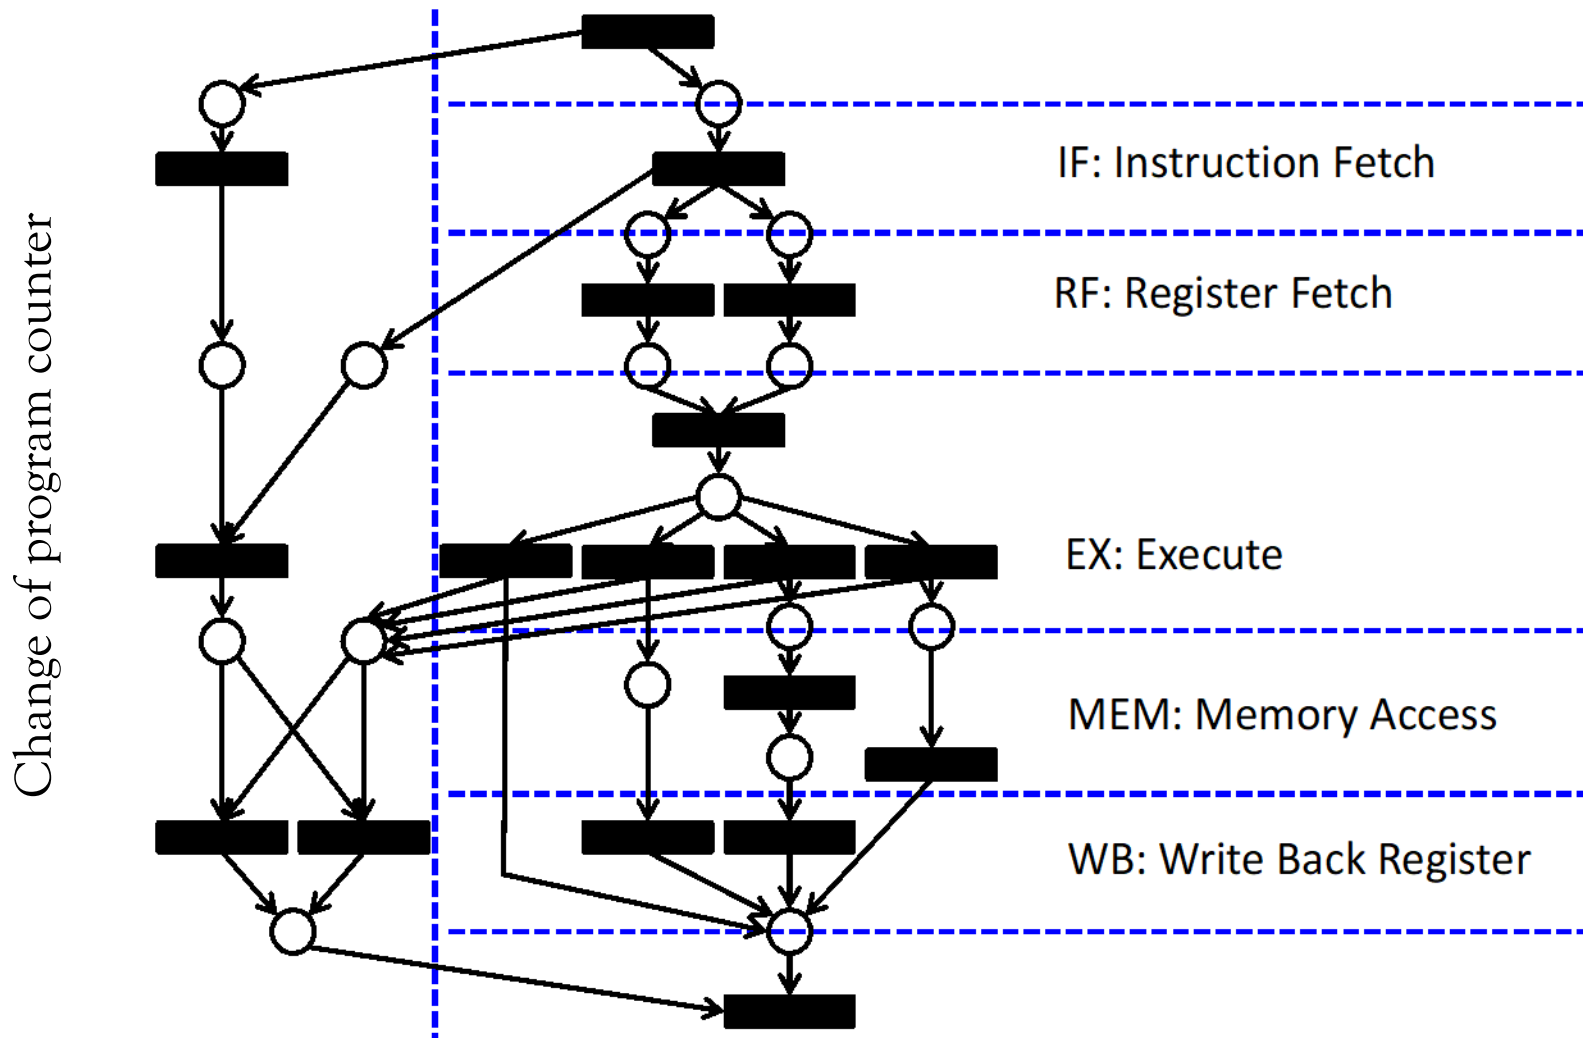 Change of program counter
IF: Instruction Fetch
RF: Register Fetch
EX: Execute
MEM: Memory Access
WB: Write Back Register